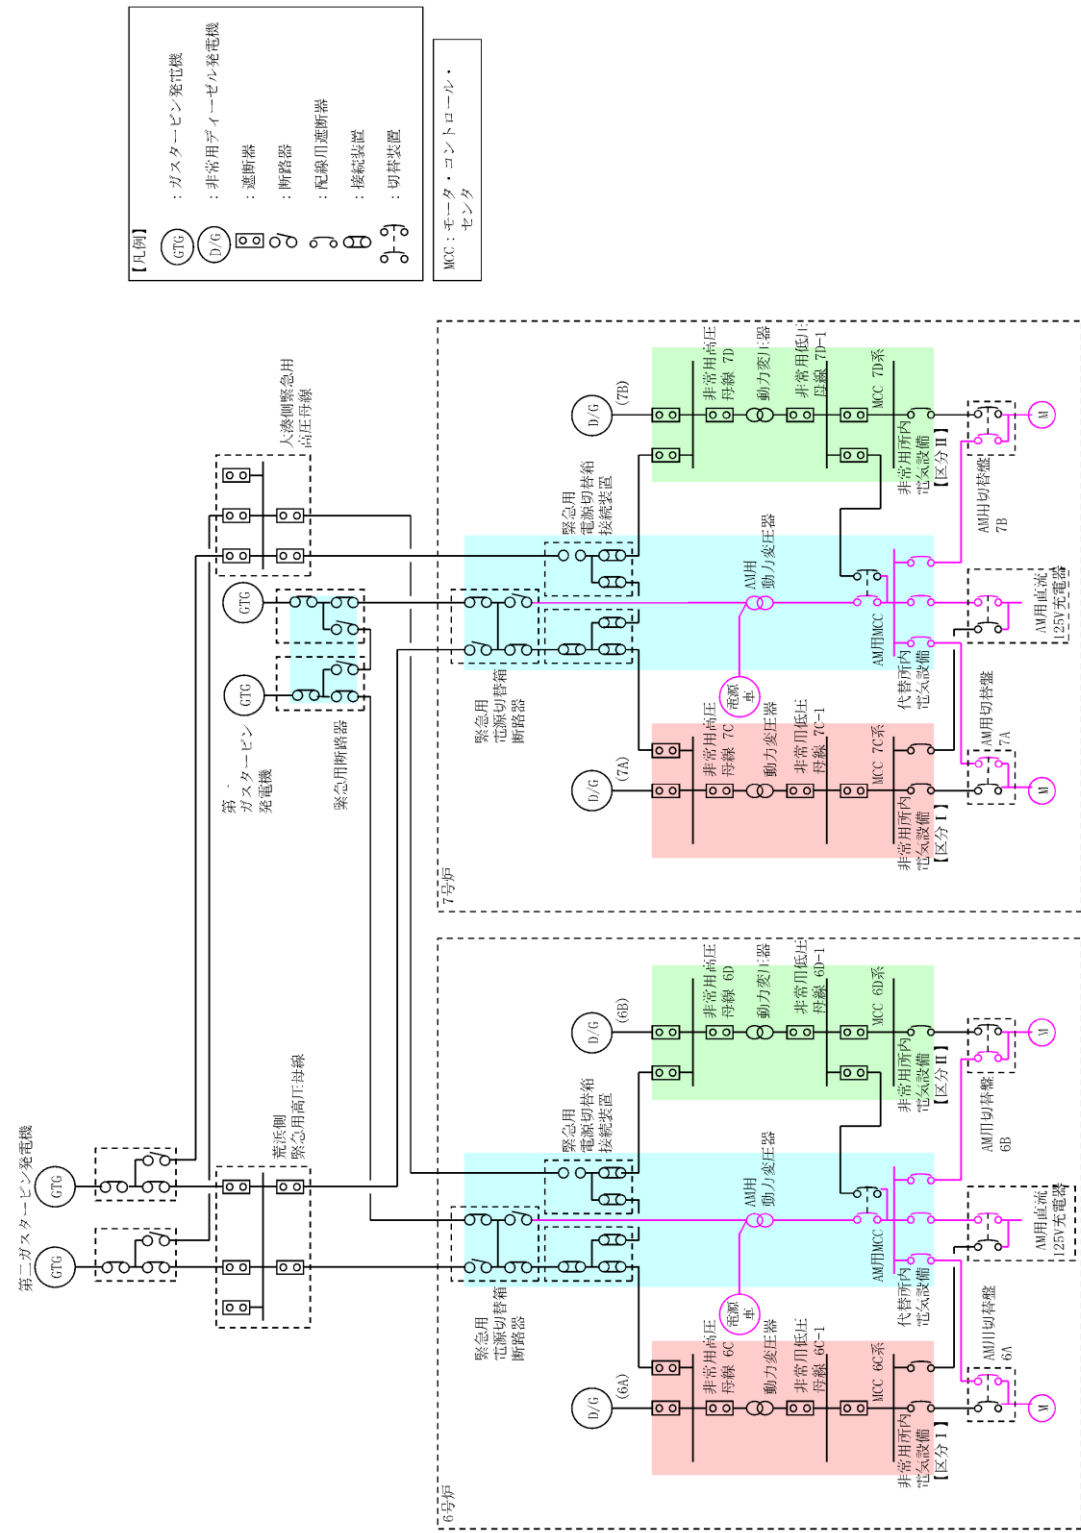 【凡例】
GTG
：ガスタービン発電機
D/G
：非常用ディーゼル発電機
：遮断器
：断路器
：配線用遮断器
：接続装置
：切替装置
MCC：モータ・コントロール・
センタ
第二ガスタービン発電機
GTG
GTG
荒浜側
緊急用高圧母線
大湊側緊急用
高圧母線
第一
ガスタービン
発電機
GTG
GTG
緊急用断路器
6号炉
緊急用
電源切替箱
断路器
緊急用
電源切替箱
接続装置
D/G
(6A)
D/G
(6B)
非常用高圧
母線 6C
動力変圧器
非常用低圧
母線 6C-1
MCC 6C系
非常用所内
電気設備
【区分Ⅰ】
電源
車
AM用
動力変圧器
AM用MCC
代替所内
電気設備
非常用高圧
母線 6D
動力変圧器
非常用低圧
母線 6D-1
MCC 6D系
非常用所内
電気設備
【区分Ⅱ】
AM用切替盤
6A
M
AM用直流
125V充電器
AM用切替盤
6B
M
7号炉
緊急用
電源切替箱
断路器
緊急用
電源切替箱
接続装置
D/G
(7A)
D/G
(7B)
非常用高圧
母線 7C
動力変圧器
非常用低圧
母線 7C-1
MCC 7C系
非常用所内
電気設備
【区分Ⅰ】
電源
車
AM用
動力変圧器
AM用MCC
代替所内
電気設備
非常用高圧
母線 7D
動力変圧器
非常用低圧
母線 7D-1
MCC 7D系
非常用所内
電気設備
【区分Ⅱ】
AM用切替盤
7A
M
AM用直流
125V充電器
AM用切替盤
7B
M